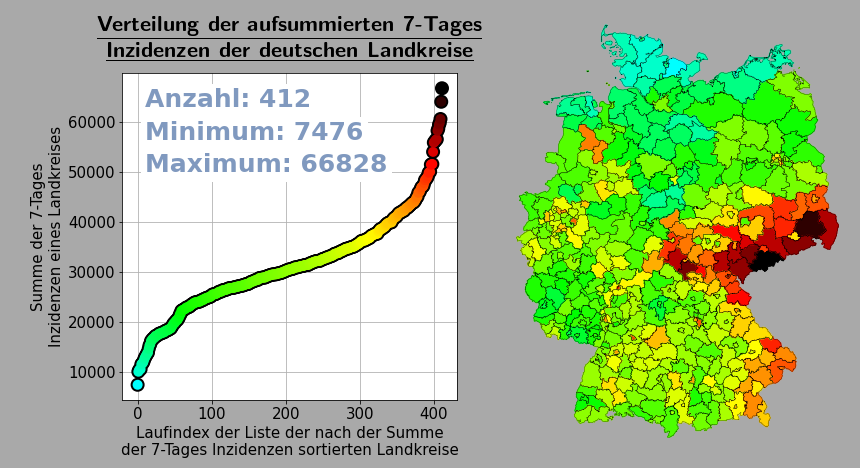 Verteilung der aufsummierten 7-Tages
Inzidenzen der deutschen Landkreise
Anzahl: 412
Minimum: 7476
Maximum: 66828
Summe der 7-Tages
Inzidenzen eines Landkreises
60000
50000
40000
30000
20000
10000
0 100 200 300 400
Laufindex der Liste der nach der Summe
der 7-Tages Inzidenzen sortierten Landkreise